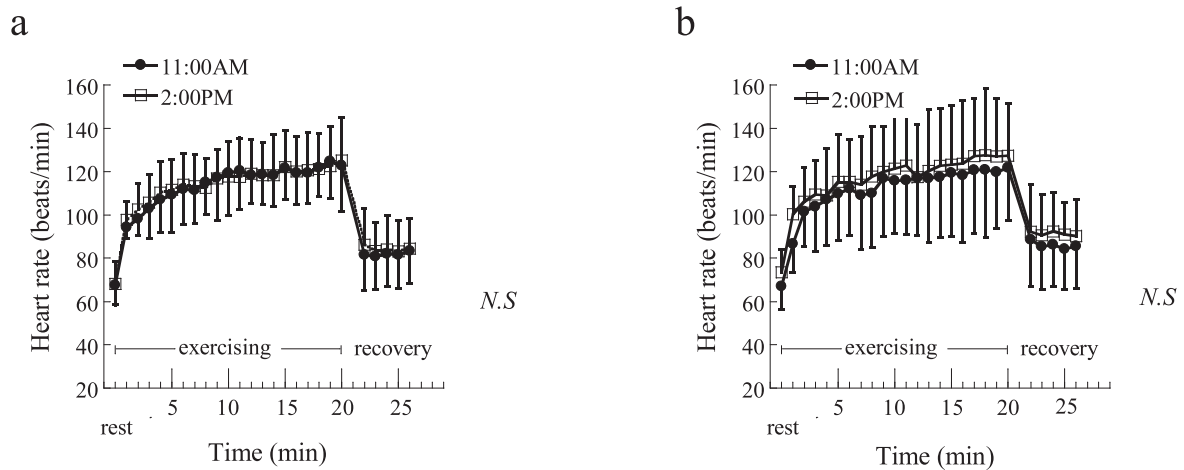 a
11:00AM
2:00PM
160
140
120
100
80
60
40
20
Heart rate (beats/min)
exercising
recovery
N.S
5
10
15
20
25
rest
Time (min)
b
11:00AM
2:00PM
160
140
120
100
80
60
40
20
Heart rate (beats/min)
exercising
recovery
N.S
5
10
15
20
25
rest
Time (min)